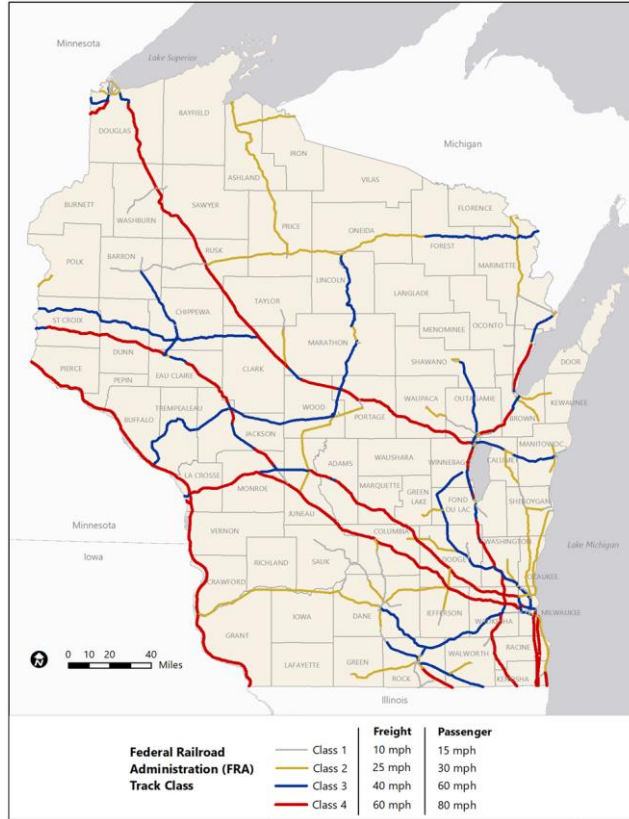 Minnesota
Lake Superior
BAYFIELD
DOUGLAS
IRON
ASHLAND
Michigan
VILAS
BURNETT
WASHBURN
SAWYER
FLORENCE
PRICE
ONEIDA
FOREST
RUSK
POLK
BARRON
MARINETTE
LINCOLN
LANGLADE
TAYLOR
CHIPPEWA
ST CROIX
OCONTO
MENOMINEE
DUNN
MARATHON
DOOR
CLARK
SHAWANO
PIERCE
EAU CLAIRE
PEPIN
KEWAUNEE
WAUPACA
OUTAGAMIE
WOOD
BUFFALO
TREMPEALEAU
PORTAGE
BROWN
JACKSON
MANITOWOC
ADAMS
WAUSHARA
WINNEBAG
CALUMET
LA CROSSE
MONROE
MARQUETTE
GREEN
LAKE
FOND
DU LAC
SHEBOYGAN
JUNEAU
Minnesota
VERNON
COLUMBIA
WASHINGTON
Lake Michigan
Iowa
DODGE
SAUK
RICHLAND
OZAUKEE
CRAWFORD
MILWAUKEE
DANE
IOWA
JEFFERSON
WAUKESHA
GRANT
RACINE
WALWORTH
LAFAYETTE
GREEN
ROCK
KENOSHA
N
0 10 20 40
Miles
Illinois
Freight Passenger
Federal Railroad Class 1 10 mph 15 mph
Administration (FRA) Class 2 25 mph 30 mph
Track Class Class 3 40 mph 60 mph
Class 4 60 mph 80 mph